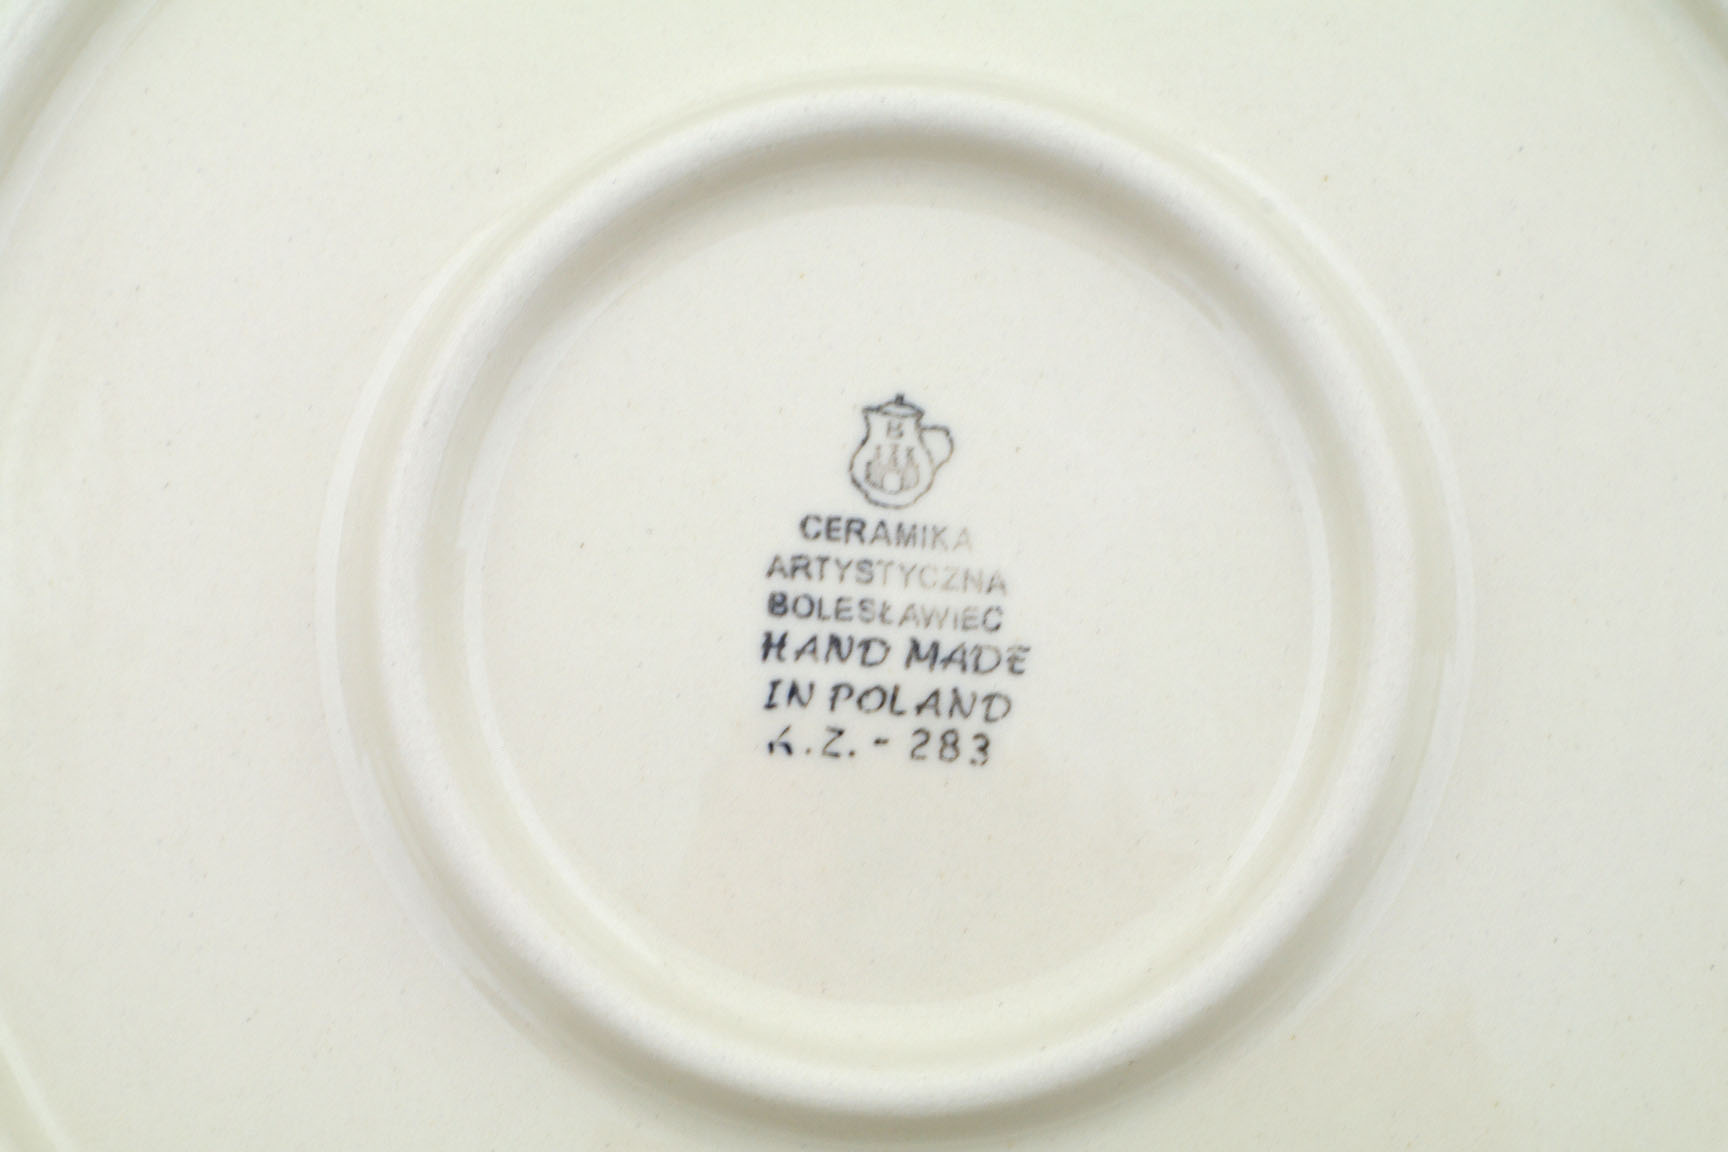 B
CERAMIKA
ARTYSTYCZNA
BOLESŁAWIEC
HAND MADE
IN POLAND
K.Z. - 283